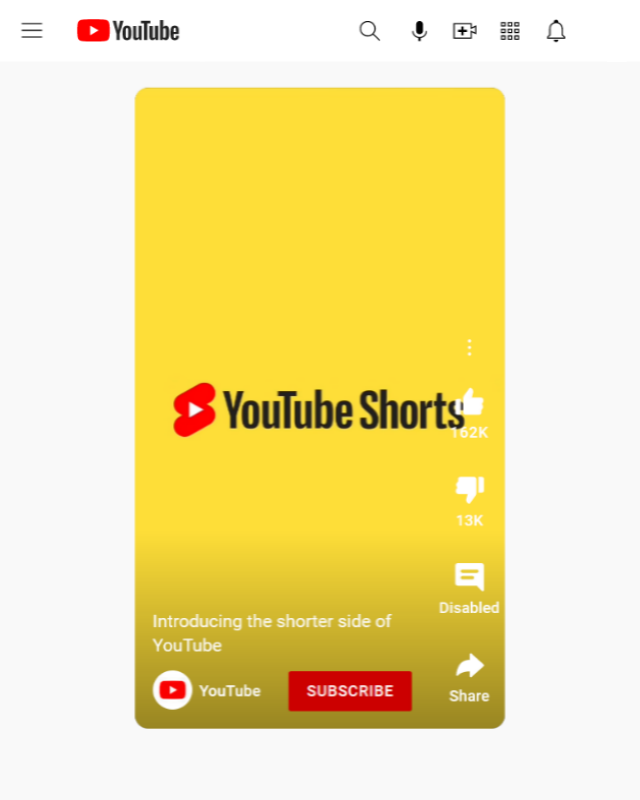 YouTube
YouTube Shorts
162K
13K
Disabled
Introducing the shorter side of
YouTube
YouTube
SUBSCRIBE
Share